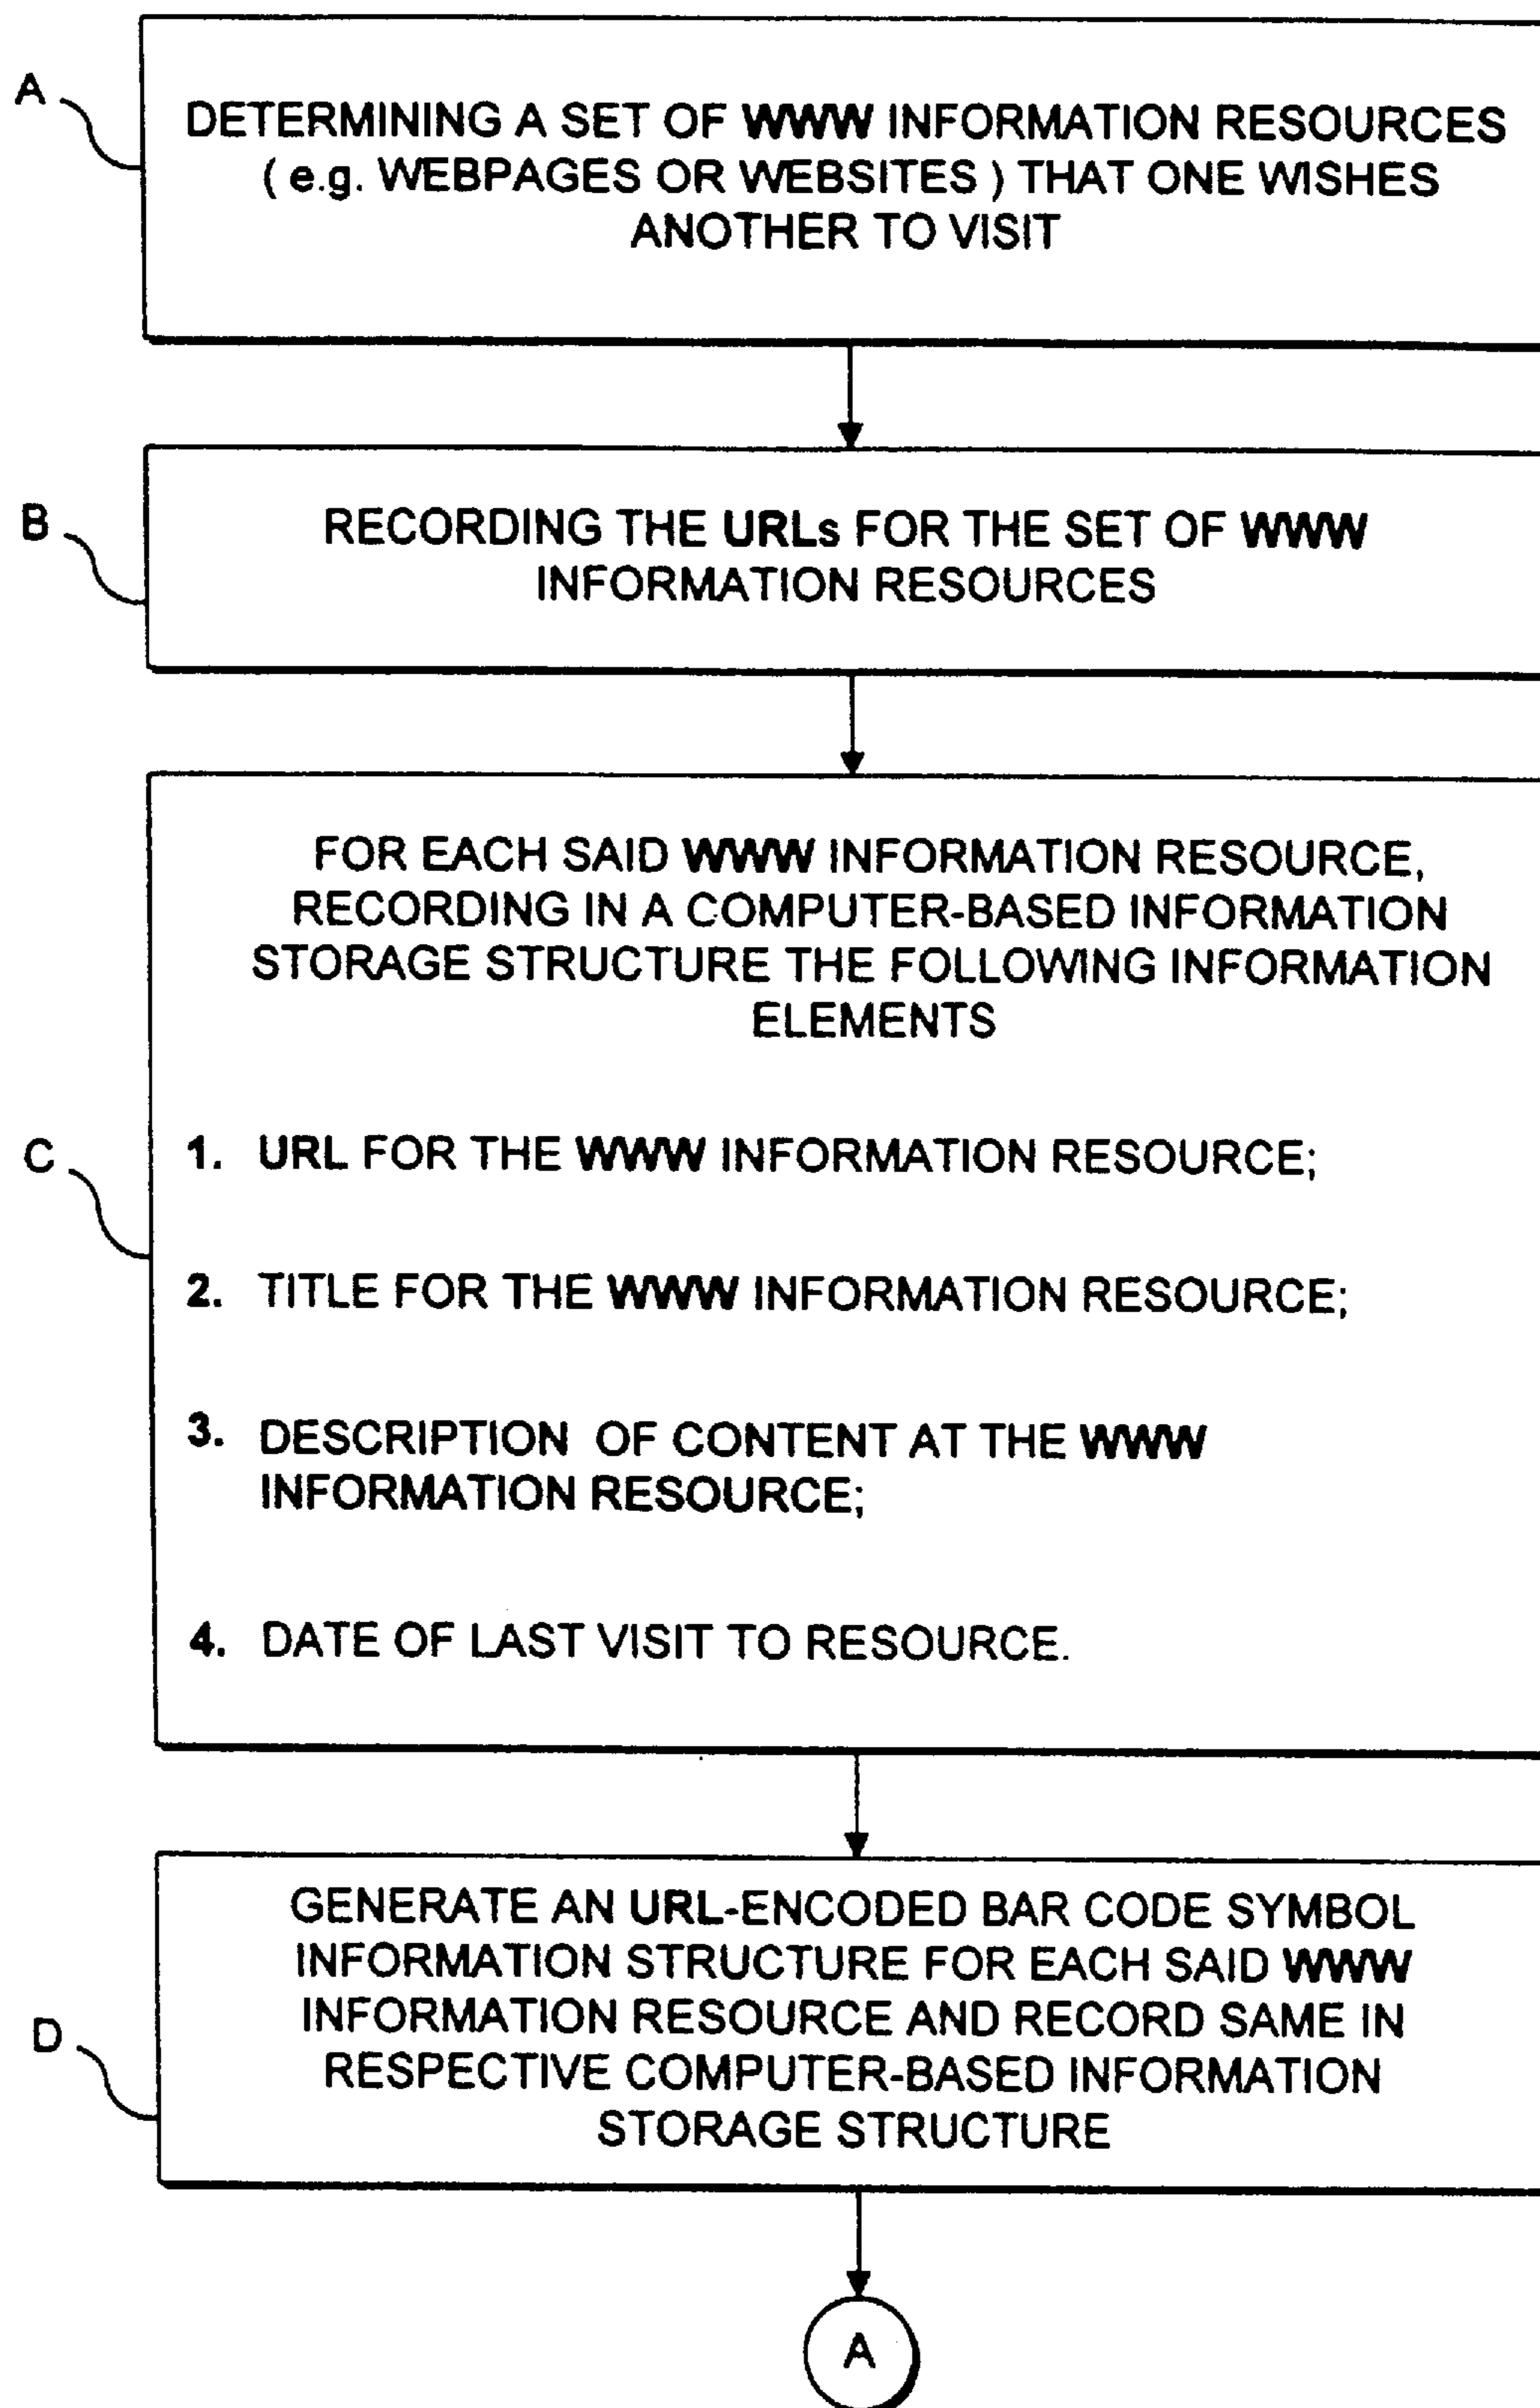 A
DETERMINING A SET OF WWW INFORMATION RESOURCES
( e.g. WEBPAGES OR WEBSITES ) THAT ONE WISHES
ANOTHER TO VISIT
B
RECORDING THE URLs FOR THE SET OF WWW
INFORMATION RESOURCES
FOR EACH SAID WWW INFORMATION RESOURCE,
RECORDING IN A COMPUTER-BASED INFORMATION
STORAGE STRUCTURE THE FOLLOWING INFORMATION
ELEMENTS
C
1. URL FOR THE WWW INFORMATION RESOURCE;
2. TITLE FOR THE WWW INFORMATION RESOURCE;
3. DESCRIPTION OF CONTENT AT THE WWW
INFORMATION RESOURCE;
4. DATE OF LAST VISIT TO RESOURCE.
D
GENERATE AN URL-ENCODED BAR CODE SYMBOL
INFORMATION STRUCTURE FOR EACH SAID WWW
INFORMATION RESOURCE AND RECORD SAME IN
RESPECTIVE COMPUTER-BASED INFORMATION
STORAGE STRUCTURE
A